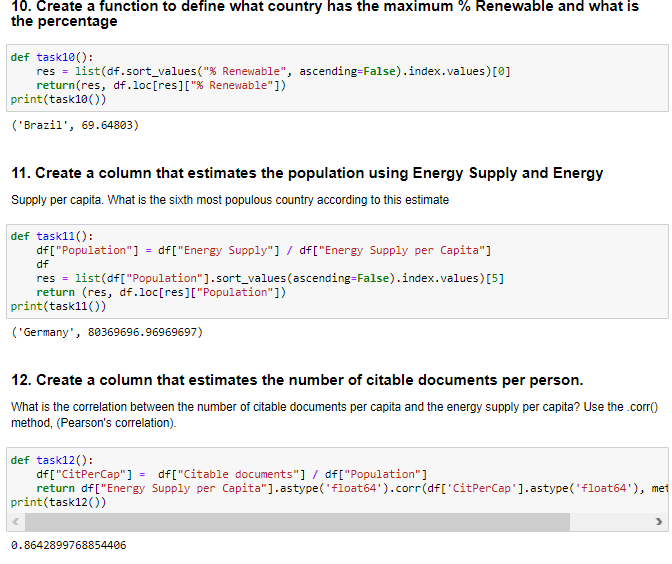 10. Create a function to define what country has the maximum % Renewable and what is
the percentage
def task10():
    res = list(df.sort_values("% Renewable", ascending=False).index.values)[0]
    return(res, df.loc[res]["% Renewable"])
print(task10())
('Brazil', 69.64803)
11. Create a column that estimates the population using Energy Supply and Energy
Supply per capita. What is the sixth most populous country according to this estimate
def task11():
    df["Population"] = df["Energy Supply"] / df["Energy Supply per Capita"]
    df
    res = list(df["Population"].sort_values(ascending=False).index.values)[5]
    return (res, df.loc[res]["Population"])
print(task11())
('Germany', 80369696.96969697)
12. Create a column that estimates the number of citable documents per person.
What is the correlation between the number of citable documents per capita and the energy supply per capita? Use the .corr()
method, (Pearson's correlation).
def task12():
    df["CitPerCap"] =  df["Citable documents"] / df["Population"]
    return df["Energy Supply per Capita"].astype('float64').corr(df['CitPerCap'].astype('float64'), met
print(task12())
0.8642899768854406